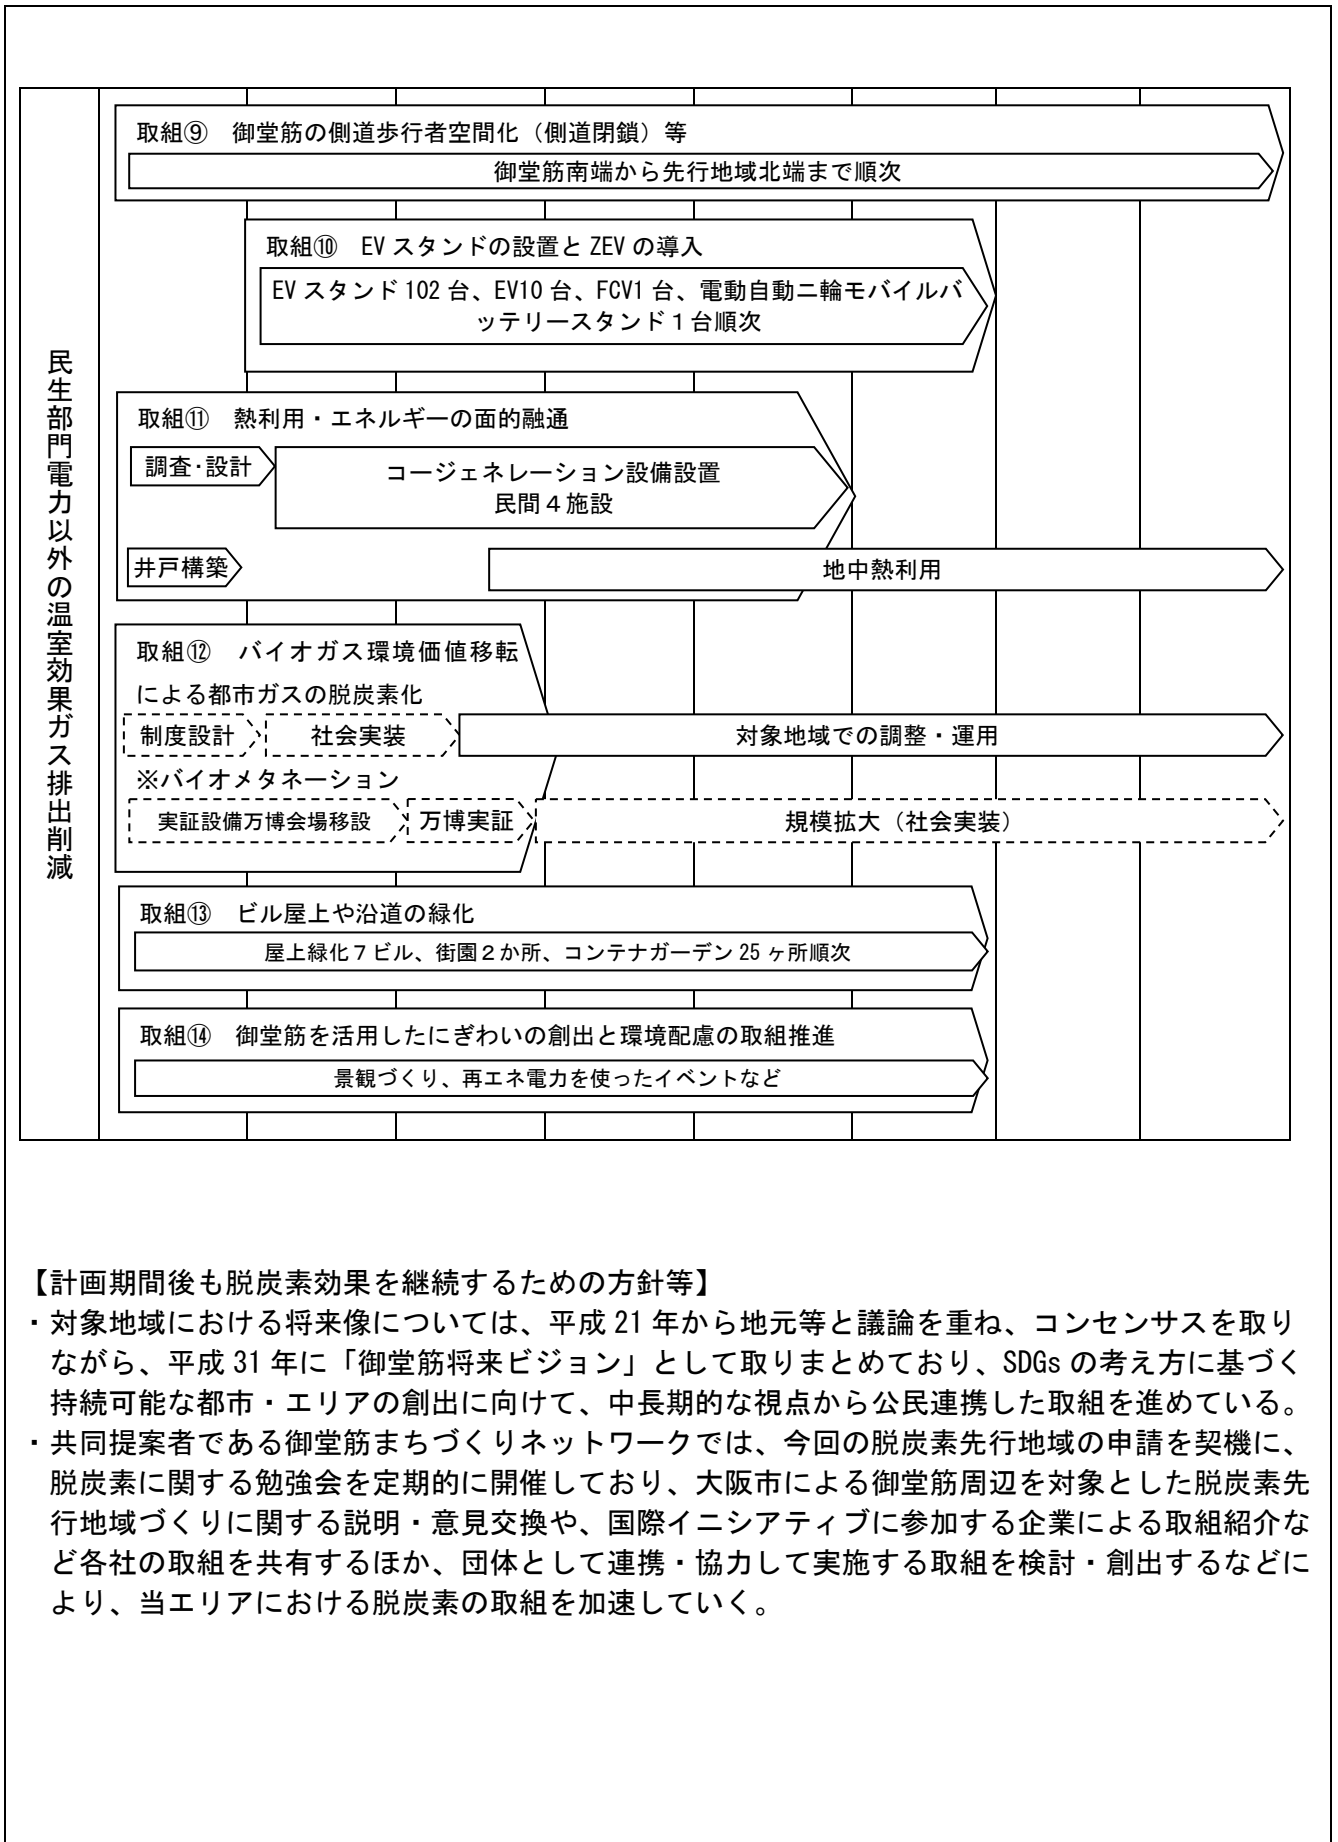 民生部門電力以外の温室効果ガス排出削減
取組⑨　御堂筋の側道歩行者空間化（側道閉鎖）等
御堂筋南端から先行地域北端まで順次
取組⑩　EV スタンドの設置と ZEV の導入
EV スタンド 102 台、EV10 台、FCV1 台、電動自動二輪モバイルバ
ッテリースタンド１台順次
取組⑪　熱利用・エネルギーの面的融通
調査・設計
コージェネレーション設備設置
民間４施設
井戸構築
地中熱利用
取組⑫　バイオガス環境価値移転
による都市ガスの脱炭素化
制度設計
社会実装
対象地域での調整・運用
※バイオメタネーション
実証設備万博会場移設
万博実証
規模拡大（社会実装）
取組⑬　ビル屋上や沿道の緑化
屋上緑化７ビル、街園２か所、コンテナガーデン 25 ヶ所順次
取組⑭　御堂筋を活用したにぎわいの創出と環境配慮の取組推進
景観づくり、再エネ電力を使ったイベントなど
【計画期間後も脱炭素効果を継続するための方針等】
・対象地域における将来像については、平成 21 年から地元等と議論を重ね、コンセンサスを取り
ながら、平成 31 年に「御堂筋将来ビジョン」として取りまとめており、SDGs の考え方に基づく
持続可能な都市・エリアの創出に向けて、中長期的な視点から公民連携した取組を進めている。
・共同提案者である御堂筋まちづくりネットワークでは、今回の脱炭素先行地域の申請を契機に、
脱炭素に関する勉強会を定期的に開催しており、大阪市による御堂筋周辺を対象とした脱炭素先
行地域づくりに関する説明・意見交換や、国際イニシアティブに参加する企業による取組紹介な
ど各社の取組を共有するほか、団体として連携・協力して実施する取組を検討・創出するなどに
より、当エリアにおける脱炭素の取組を加速していく。